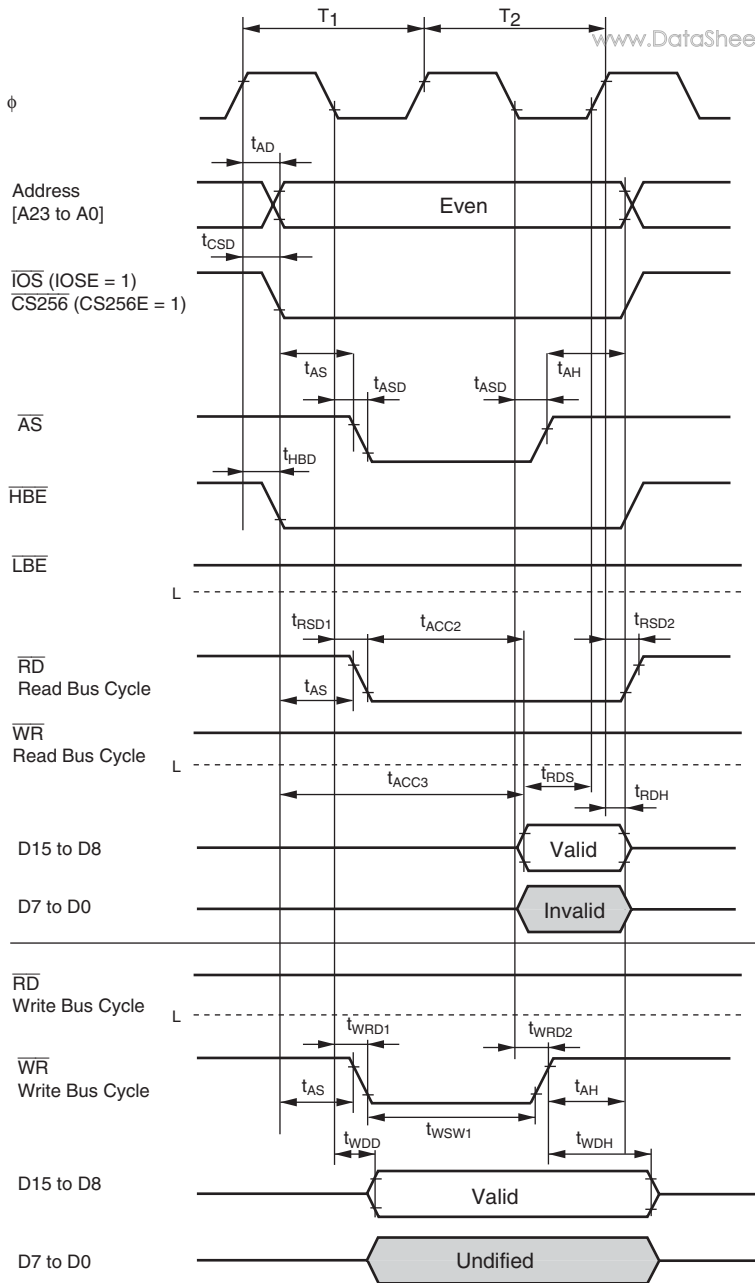 T1
T2
www.DataShee
ϕ
tAD
Address
[A23 to A0]
Even
tCSD
IOS (IOSE = 1)
CS256 (CS256E = 1)
tAS
tASD
tASD
tAH
AS
tHBD
HBE
LBE
L
tRSD1
tACC2
tRSD2
RD
Read Bus Cycle
tAS
WR
Read Bus Cycle
L
tACC3
tRDS
tRDH
D15 to D8
Valid
D7 to D0
Invalid
RD
Write Bus Cycle
L
tWRD1
tWRD2
WR
Write Bus Cycle
tAS
tWSW1
tAH
tWDD
tWDH
D15 to D8
Valid
D7 to D0
Undified